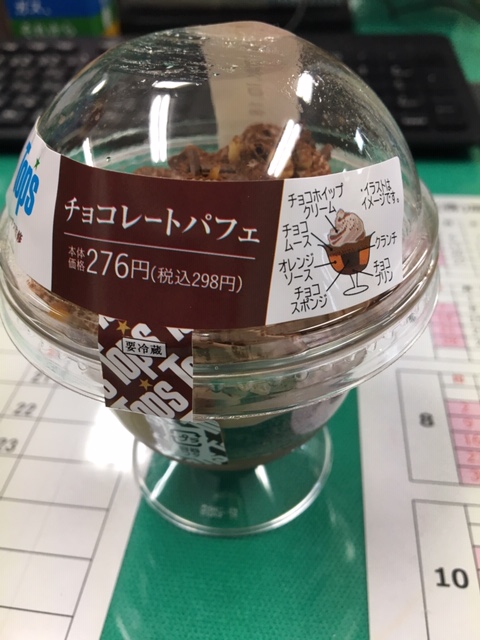 Tops
チョコレートパフェ
本体
価格 276円(税込298円)
チョコホイップ
クリーム
・イラストは
イメージです。
チョコ
ムース
クランチ
オレンジ
ソース
チョコ
プリン
チョコ
スポンジ
要冷蔵
Tops
Tops
21
22
23
8
10